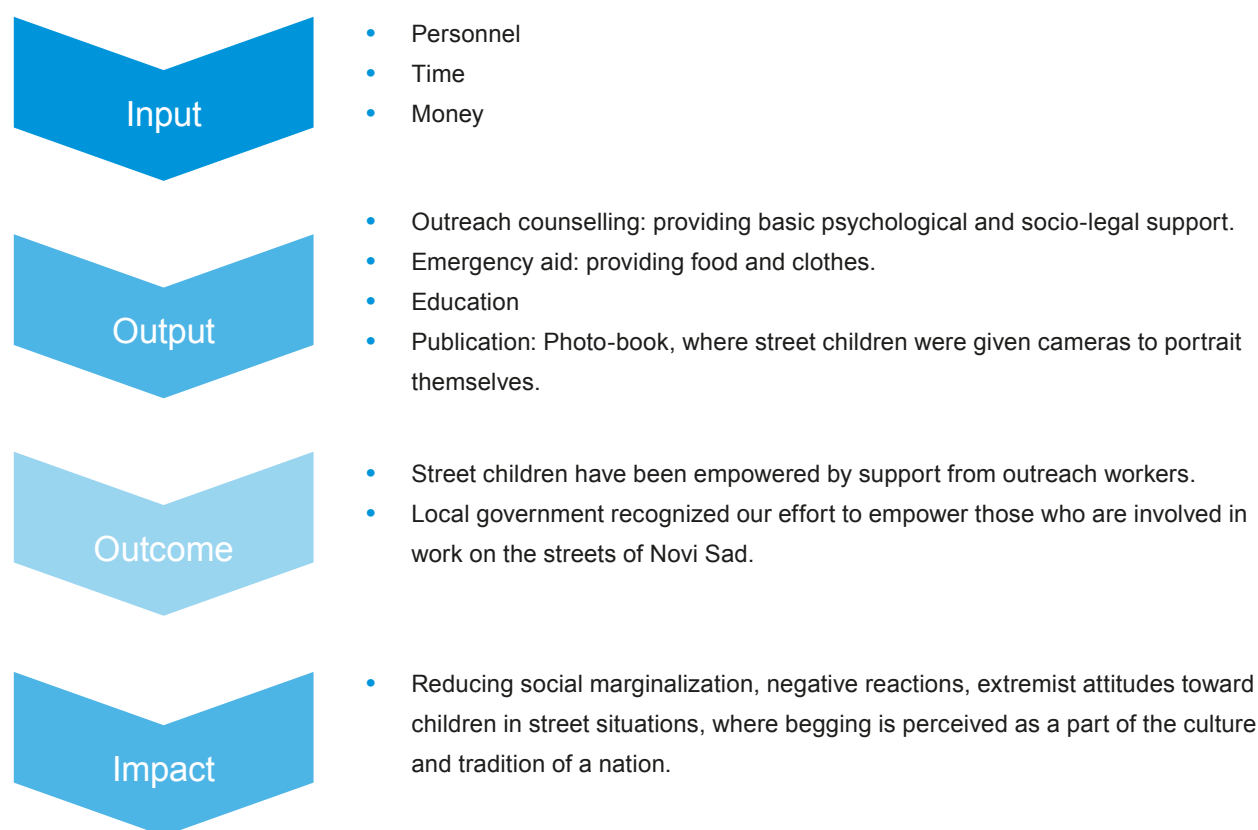 Input
• Personnel
• Time
• Money
Output
• Outreach counselling: providing basic psychological and socio-legal support.
• Emergency aid: providing food and clothes.
• Education
• Publication: Photo-book, where street children were given cameras to portrait
themselves.
Outcome
• Street children have been empowered by support from outreach workers.
• Local government recognized our effort to empower those who are involved in
work on the streets of Novi Sad.
Impact
• Reducing social marginalization, negative reactions, extremist attitudes toward
children in street situations, where begging is perceived as a part of the culture
and tradition of a nation.